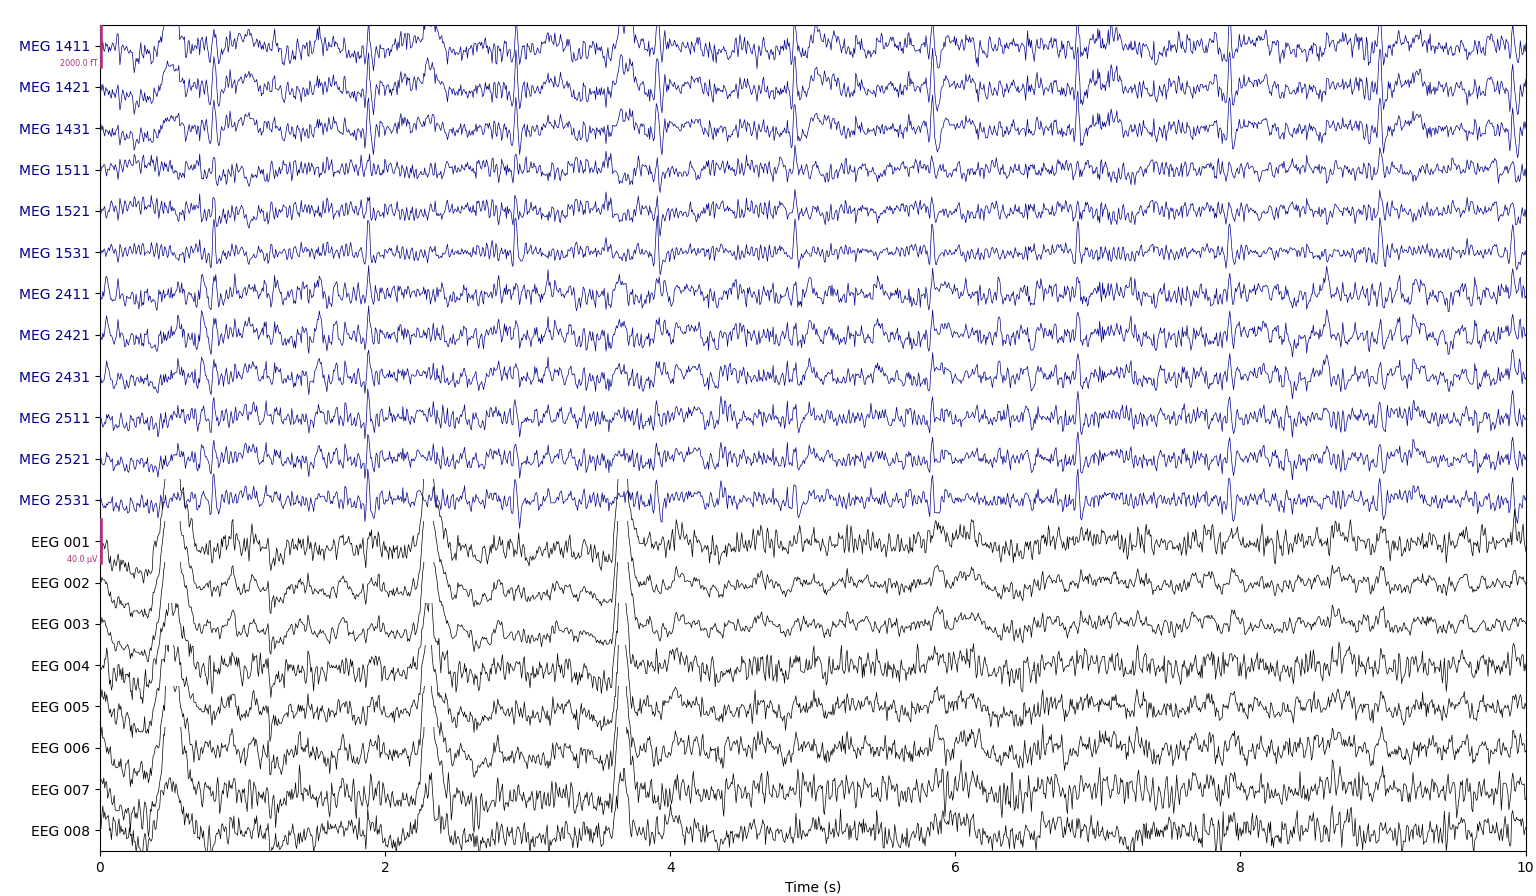 MEG 1411
2000.0 fT
MEG 1421
MEG 1431
MEG 1511
MEG 1521
MEG 1531
MEG 2411
MEG 2421
MEG 2431
MEG 2511
MEG 2521
MEG 2531
EEG 001
40.0 µV
EEG 002
EEG 003
EEG 004
EEG 005
EEG 006
EEG 007
EEG 008
0 2 4 6 8 10
Time (s)